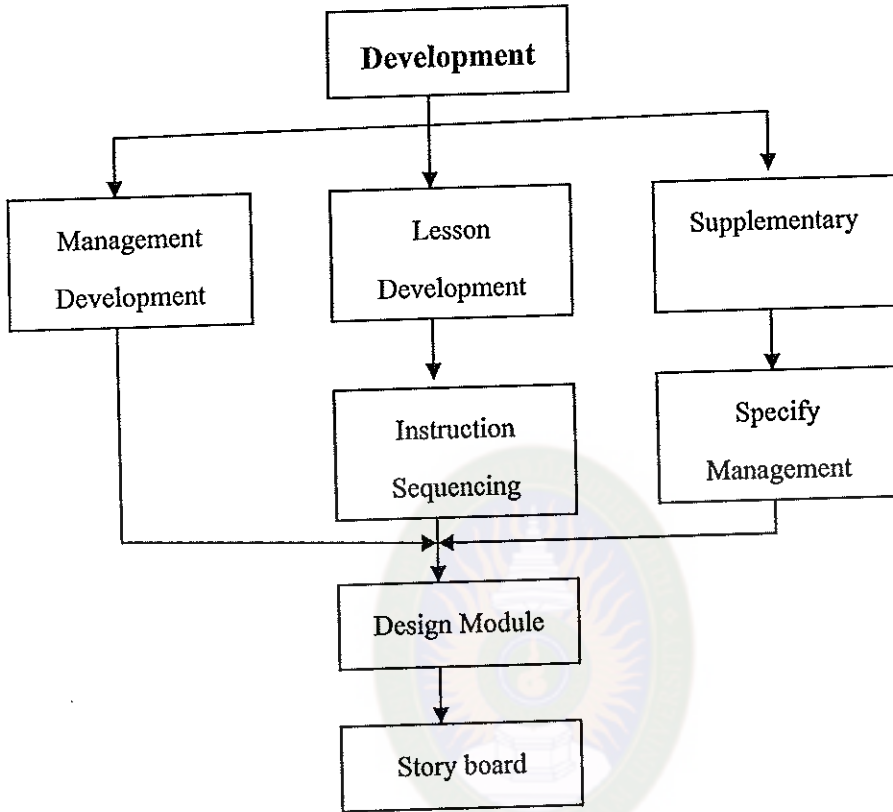 Development
Management
Development
Lesson
Development
Supplementary
Instruction
Sequencing
Specify
Management
Design Module
Story board